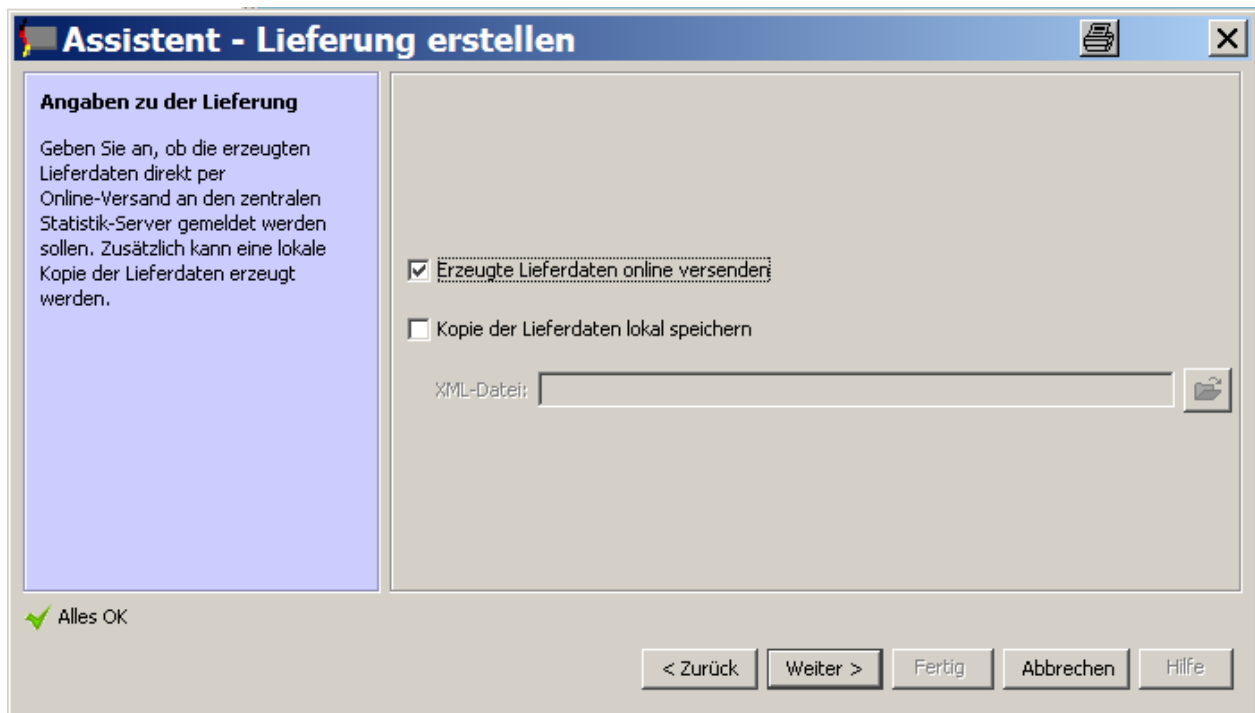 Assistent - Lieferung erstellen
Angaben zu der Lieferung
Geben Sie an, ob die erzeugten
Lieferdaten direkt per
Online-Versand an den zentralen
Statistik-Server gemeldet werden
sollen. Zusätzlich kann eine lokale
Kopie der Lieferdaten erzeugt
werden.
Erzeugte Lieferdaten online versenden
Kopie der Lieferdaten lokal speichern
XML-Datei:
Alles OK
< Zurück Weiter > Fertig Abbrechen Hilfe